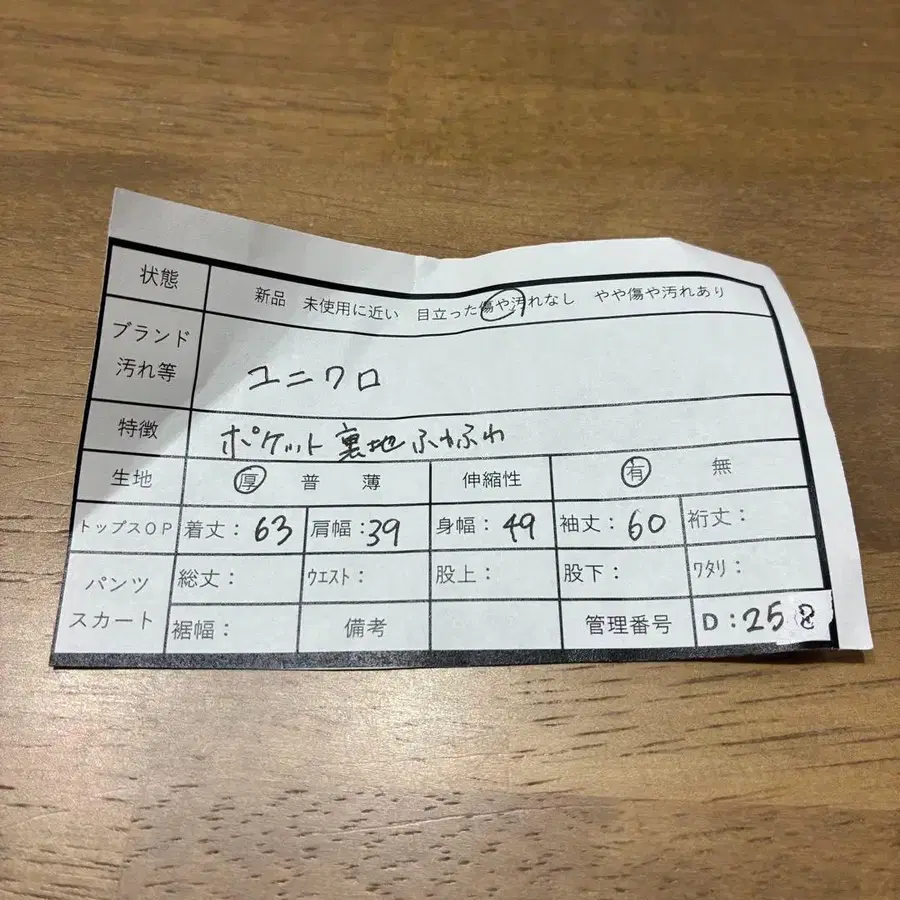 状態 新品 未使用に近い 目立った傷や汚れなし やや傷や汚れあり
ブランド
汚れ等 ユニクロ
特徴 ポケット 裏地ふわふわ
生地 厚 普 薄 伸縮性 有 無
トップスOP 着丈: 63 肩幅: 39 身幅: 49 袖丈: 60 裄丈:
パンツ 総丈: ウエスト: 股上: 股下: ワタリ:
スカート 裾幅: 備考 管理番号 D:258